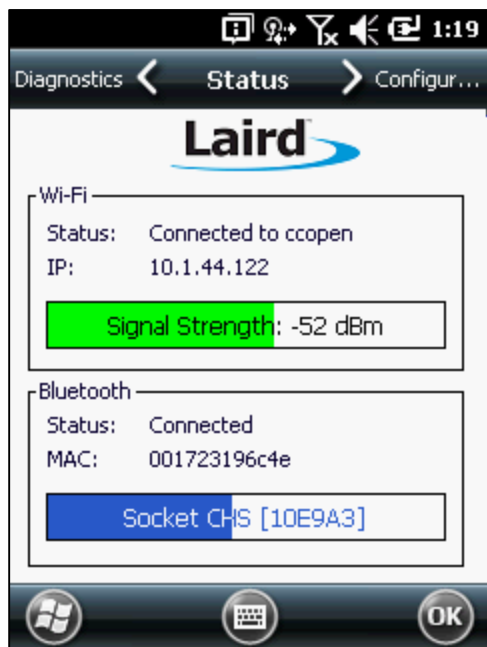 1:19
Diagnostics Status Configur...
Laird
Wi-Fi
Status: Connected to ccopen
IP: 10.1.44.122
Signal Strength: -52 dBm
Bluetooth
Status: Connected
MAC: 001723196c4e
Socket CHS [10E9A3]
OK